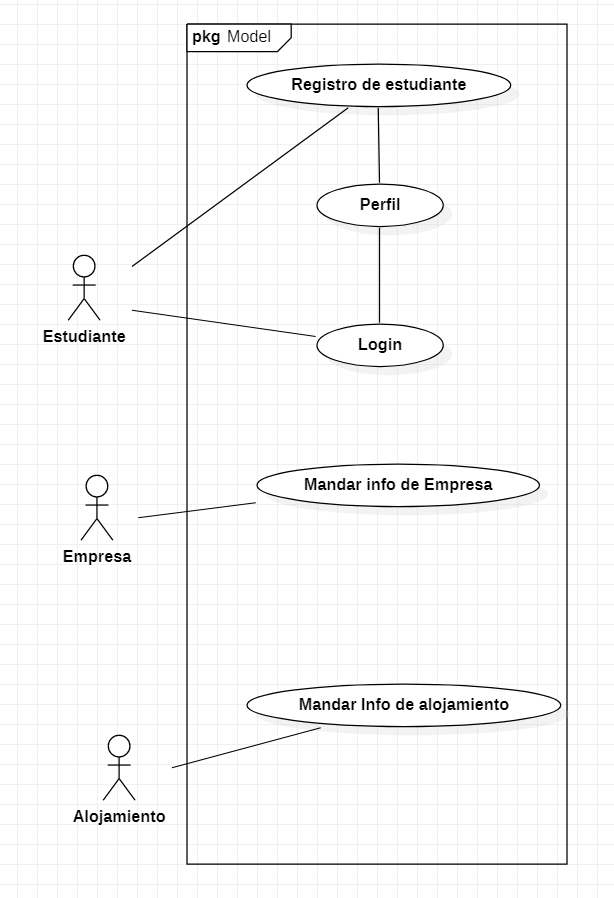 pkg Model
Registro de estudiante
Perfil
Estudiante
Login
Mandar info de Empresa
Empresa
Mandar Info de alojamiento
Alojamiento